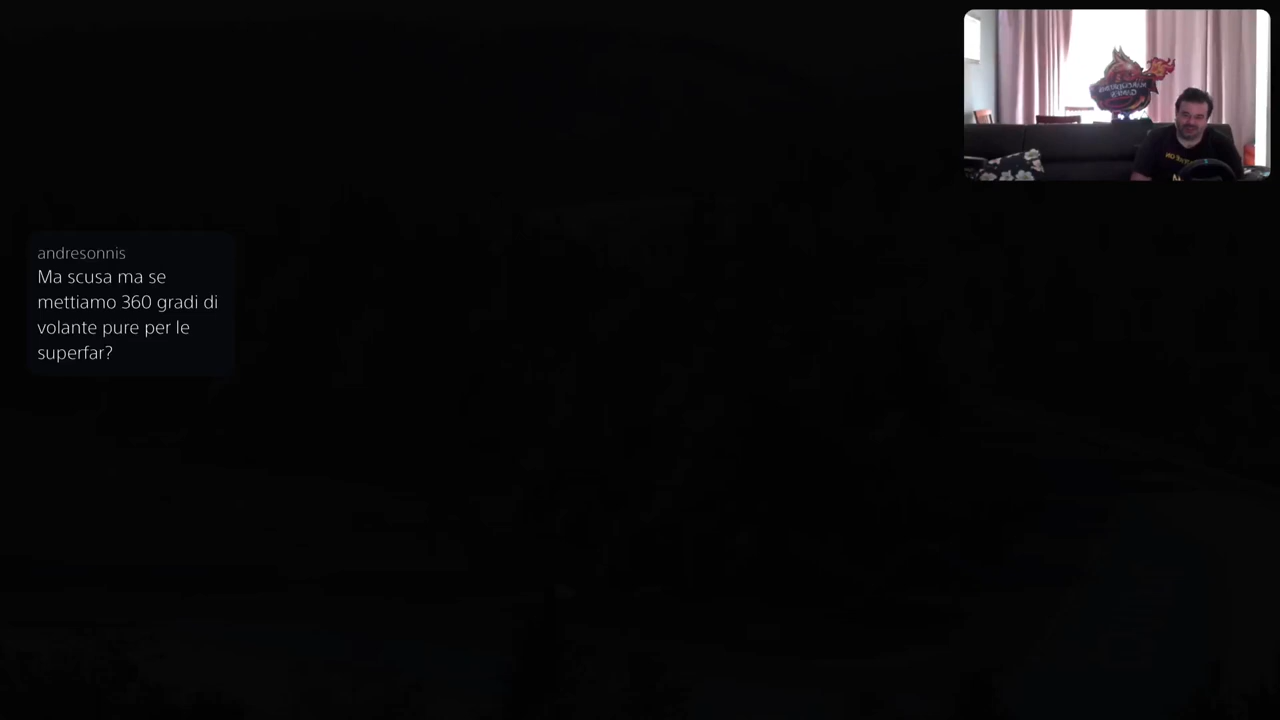 andresonnis
Ma scusa ma se
mettiamo 360 gradi di
volante pure per le
superfar?